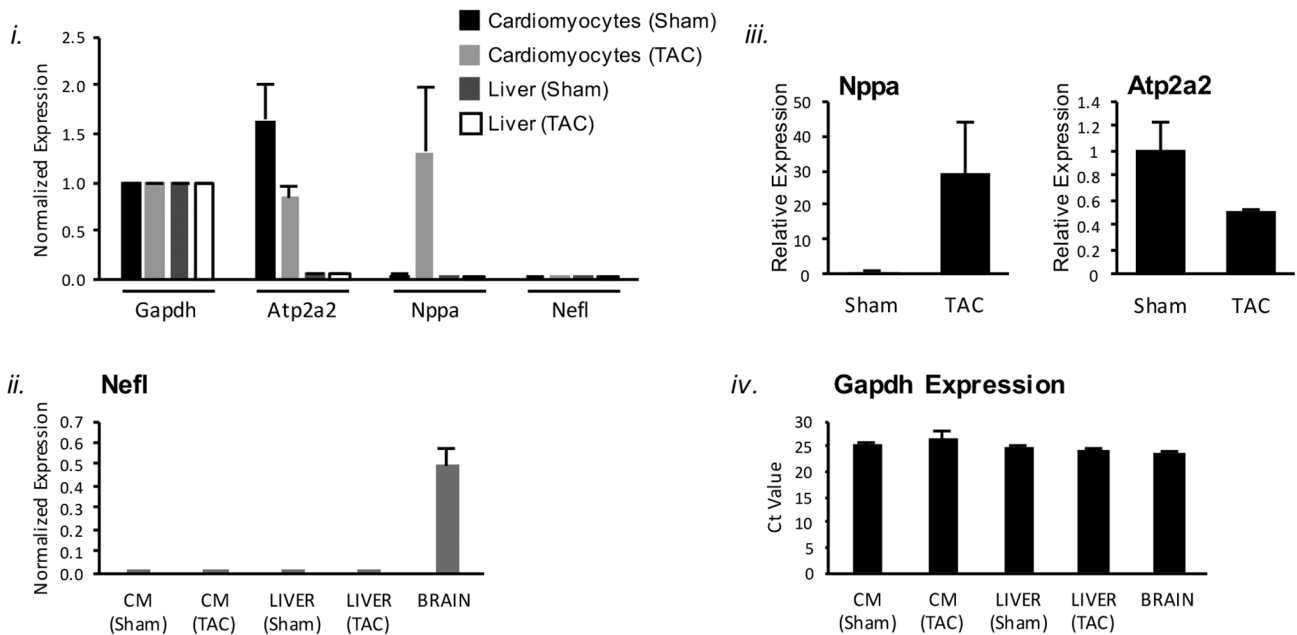 i.
Normalized Expression
2.5
2.0
1.5
1.0
0.5
0.0
Gapdh
Atp2a2
Nppa
Nefl
Cardiomyocytes (Sham)
Cardiomyocytes (TAC)
Liver (Sham)
Liver (TAC)
iii.
Nppa
Relative Expression
50
40
30
20
10
0
Sham
TAC
Atp2a2
Relative Expression
1.4
1.2
1
0.8
0.6
0.4
0.2
0
Sham
TAC
ii.
Nefl
Normalized Expression
0.7
0.6
0.5
0.4
0.3
0.2
0.1
0.0
CM
(Sham)
CM
(TAC)
LIVER
(Sham)
LIVER
(TAC)
BRAIN
iv.
Gapdh Expression
Ct Value
30
25
20
15
10
5
0
CM
(Sham)
CM
(TAC)
LIVER
(Sham)
LIVER
(TAC)
BRAIN